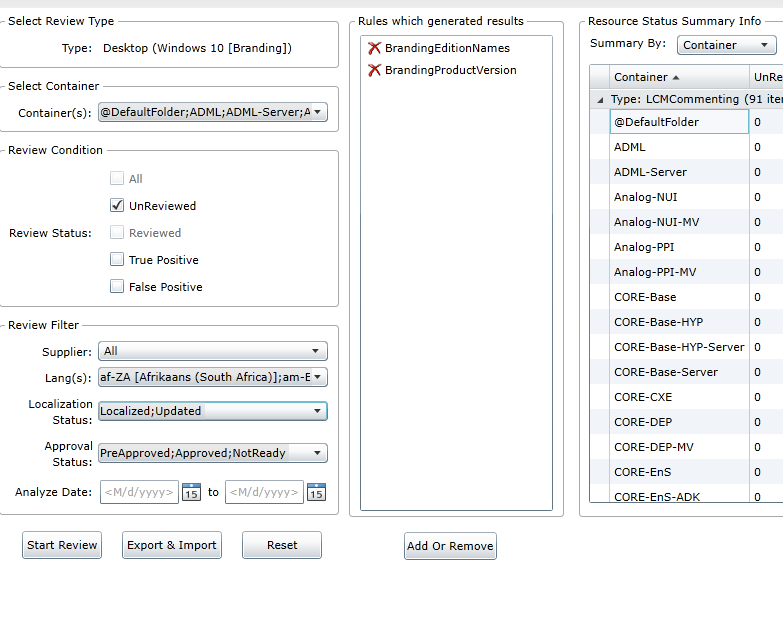 Select Review Type
Type: Desktop (Windows 10 [Branding])
Select Container
Container(s): @DefaultFolder;ADML;ADML-Server;A
Review Condition
All
UnReviewed
Review Status: Reviewed
True Positive
False Positive
Review Filter
Supplier: All
Lang(s): af-ZA [Afrikaans (South Africa)];am-E
Localization
Status: Localized;Updated
Approval
Status: PreApproved;Approved;NotReady
Analyze Date: <M/d/yyyy> 15 to <M/d/yyyy> 15
Start Review Export & Import Reset
Rules which generated results
BrandingEditionNames
BrandingProductVersion
Add Or Remove
Resource Status Summary Info
Summary By: Container
Container UnRe
Type: LCMCommenting (91 iter
@DefaultFolder 0
ADML 0
ADML-Server 0
Analog-NUI 0
Analog-NUI-MV 0
Analog-PPI 0
Analog-PPI-MV 0
CORE-Base 0
CORE-Base-HYP 0
CORE-Base-HYP-Server 0
CORE-Base-Server 0
CORE-CXE 0
CORE-DEP 0
CORE-DEP-MV 0
CORE-EnS 0
CORE-EnS-ADK 0